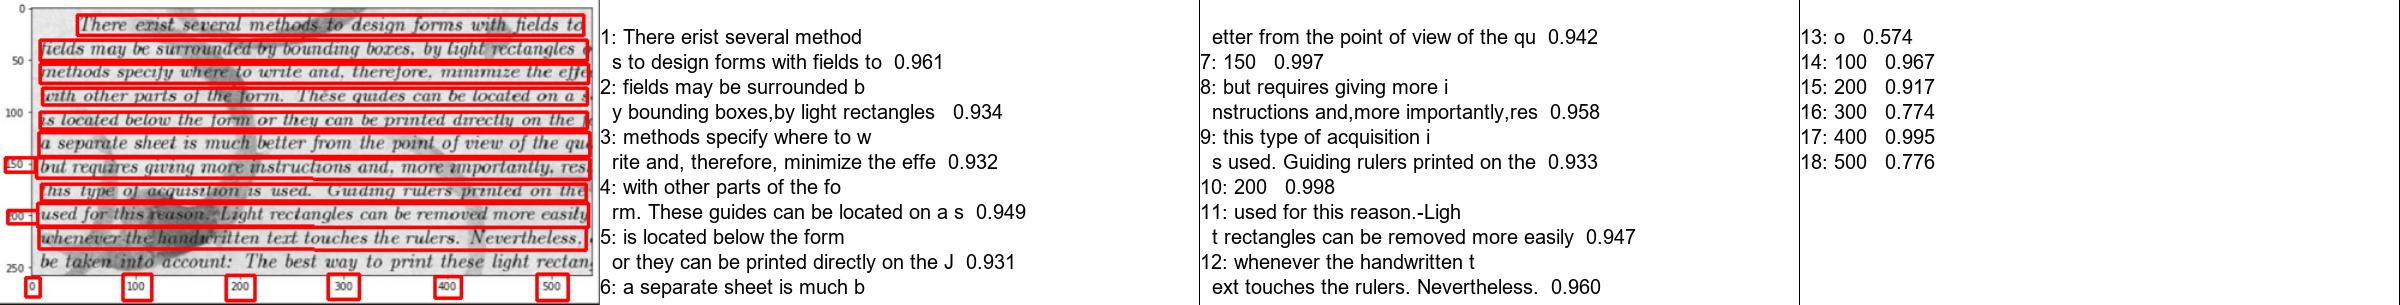 0
There exist several methods to design forms with fields to
fields may be surrounded by bounding boxes, by light rectangles
50
methods specify where to write and, therefore, minimize the effe
with other parts of the form. These guides can be located on a s
100
is located below the form or they can be printed directly on the
a separate sheet is much better from the point of view of the qu
150
but requires giving more instructions and, more importantly, res
this type of acquisition is used. Guiding rulers printed on the
200
used for this reason. Light rectangles can be removed more easily
whenever the handwritten text touches the rulers. Nevertheless,
250
be taken into account: The best way to print these light rectan
0 100 200 300 400 500
1: There erist several method
s to design forms with fields to 0.961
2: fields may be surrounded b
y bounding boxes,by light rectangles 0.934
3: methods specify where to w
rite and, therefore, minimize the effe 0.932
4: with other parts of the fo
rm. These guides can be located on a s 0.949
5: is located below the form
or they can be printed directly on the J 0.931
6: a separate sheet is much b
etter from the point of view of the qu 0.942
7: 150 0.997
8: but requires giving more i
nstructions and,more importantly,res 0.958
9: this type of acquisition i
s used. Guiding rulers printed on the 0.933
10: 200 0.998
11: used for this reason.-Ligh
t rectangles can be removed more easily 0.947
12: whenever the handwritten t
ext touches the rulers. Nevertheless. 0.960
13: o 0.574
14: 100 0.967
15: 200 0.917
16: 300 0.774
17: 400 0.995
18: 500 0.776